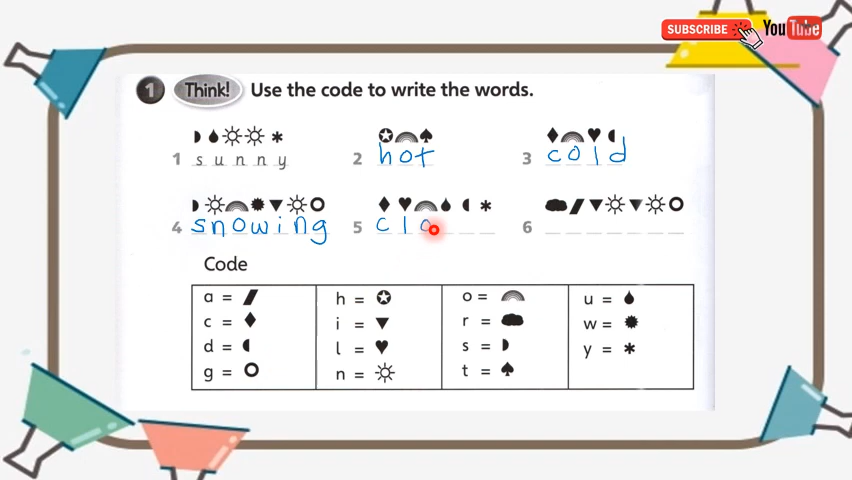 SUBSCRIBE YouTube
1 Think! Use the code to write the words.
1 sunny 2 hot 3 cold
4 snowing 5 clo 6
Code
a = h = o = u =
c = i = r = w =
d = l = s = y =
g = n = t =